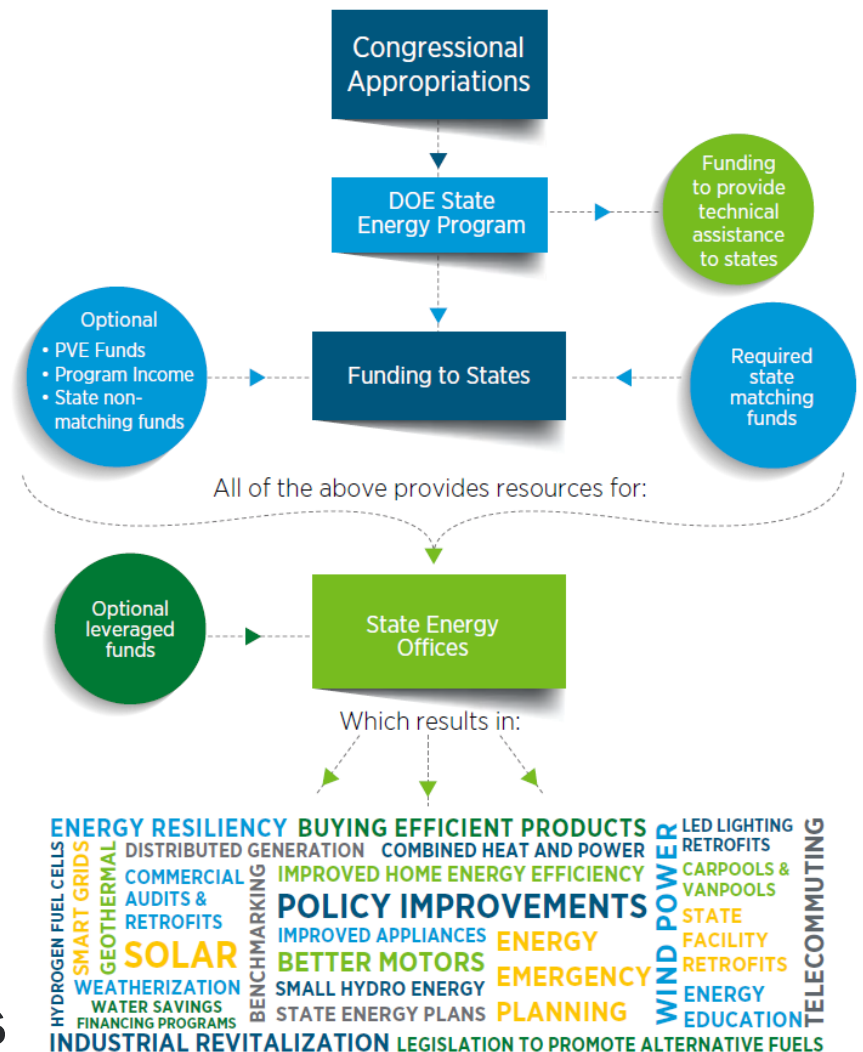 Congressional
Appropriations
DOE State
Energy Program
Funding
to provide
technical
assistance
to states
Optional
• PVE Funds
• Program Income
• State non-
matching funds
Funding to States
Required
state
matching
funds
All of the above provides resources for:
Optional
leveraged
funds
State Energy
Offices
Which results in:
ENERGY RESILIENCY
BUYING EFFICIENT PRODUCTS
HYDROGEN FUEL CELLS
SMART GRIDS
GEOTHERMAL
DISTRIBUTED GENERATION
COMBINED HEAT AND POWER
COMMERCIAL
AUDITS &
RETROFITS
SOLAR
WEATHERIZATION
WATER SAVINGS
FINANCING PROGRAMS
BENCHMARKING
IMPROVED HOME ENERGY EFFICIENCY
POLICY IMPROVEMENTS
IMPROVED APPLIANCES
BETTER MOTORS
SMALL HYDRO ENERGY
STATE ENERGY PLANS
ENERGY
EMERGENCY
PLANNING
WIND POWER
LED LIGHTING
RETROFITS
CARPOOLS &
VANPOOLS
STATE
FACILITY
RETROFITS
ENERGY
EDUCATION
TELECOMMUTING
INDUSTRIAL REVITALIZATION
LEGISLATION TO PROMOTE ALTERNATIVE FUELS
s